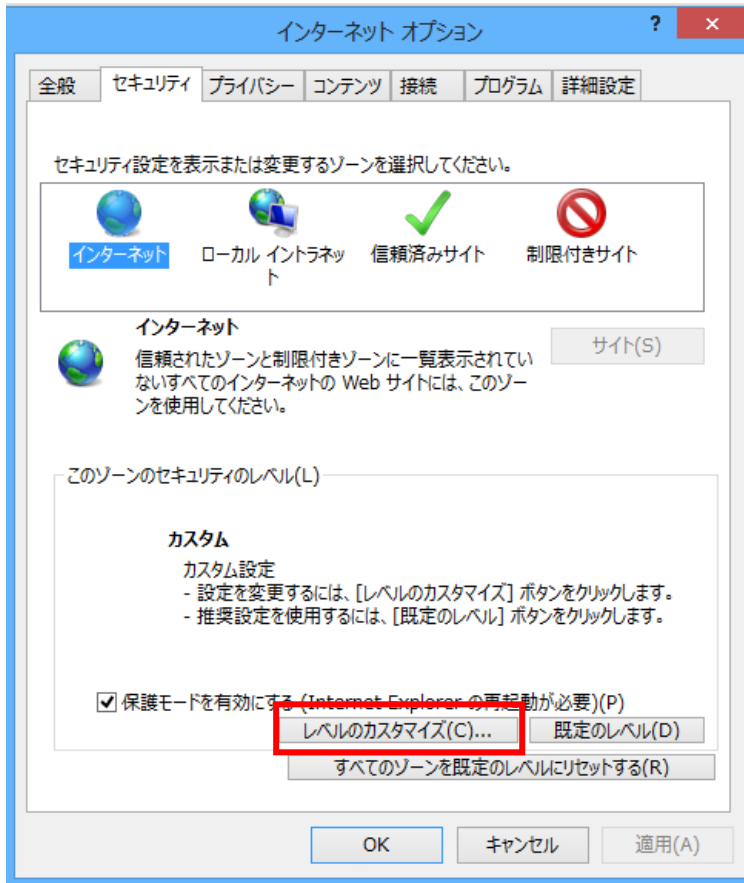 インターネット オプション
?
×
全般
セキュリティ
プライバシー
コンテンツ
接続
プログラム
詳細設定
セキュリティ設定を表示または変更するゾーンを選択してください。
インターネット
ローカル イントラネッ
ト
信頼済みサイト
制限付きサイト
インターネット
サイト(S)
信頼されたゾーンと制限付きゾーンに一覧表示されてい
ないすべてのインターネットの Web サイトには、このゾー
ンを使用してください。
このゾーンのセキュリティのレベル(L)
カスタム
カスタム設定
- 設定を変更するには、[レベルのカスタマイズ] ボタンをクリックします。
- 推奨設定を使用するには、[既定のレベル] ボタンをクリックします。
保護モードを有効にする (Internet Explorer の再起動が必要)(P)
レベルのカスタマイズ(C)...
既定のレベル(D)
すべてのゾーンを既定のレベルにリセットする(R)
OK
キャンセル
適用(A)